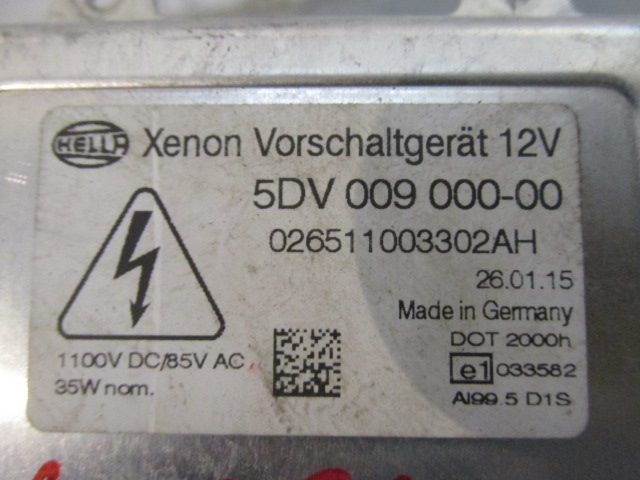 HELLA Xenon Vorschaltgerät 12V
5DV 009 000-00
026511003302AH
26.01.15
Made in Germany
DOT 2000h
1100V DC/85V AC
e1 033582
35W nom.
Al99.5 D1S